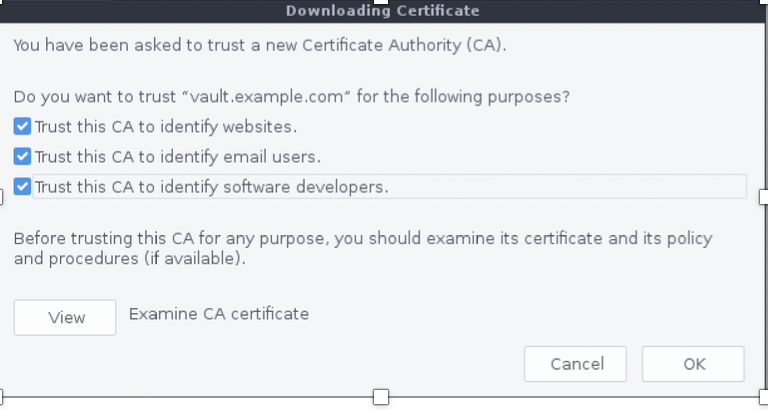 Downloading Certificate
You have been asked to trust a new Certificate Authority (CA).
Do you want to trust “vault.example.com” for the following purposes?
Trust this CA to identify websites.
Trust this CA to identify email users.
Trust this CA to identify software developers.
Before trusting this CA for any purpose, you should examine its certificate and its policy
and procedures (if available).
View Examine CA certificate
Cancel OK